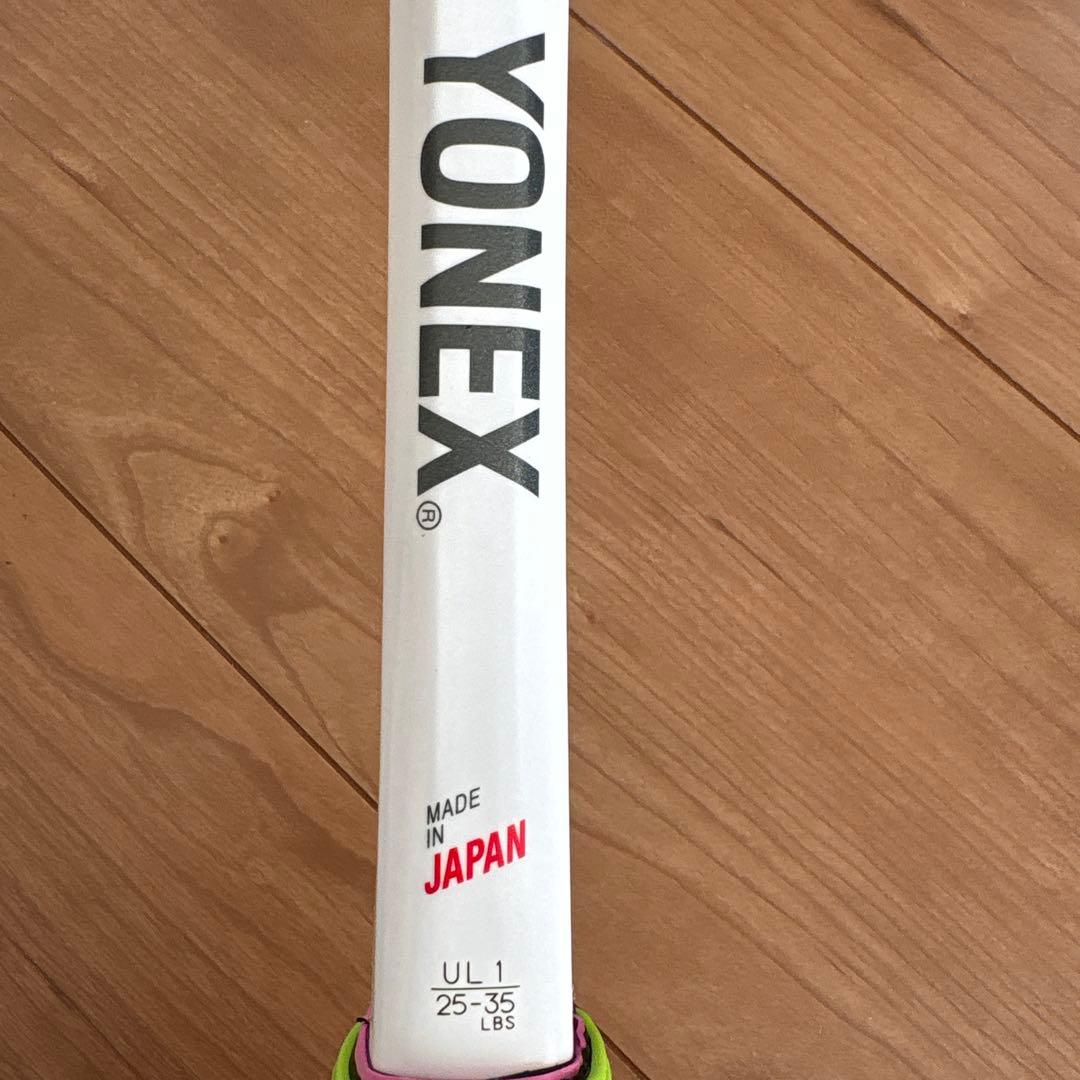 YONEX®
MADE
IN
JAPAN
UL 1
25-35
LBS